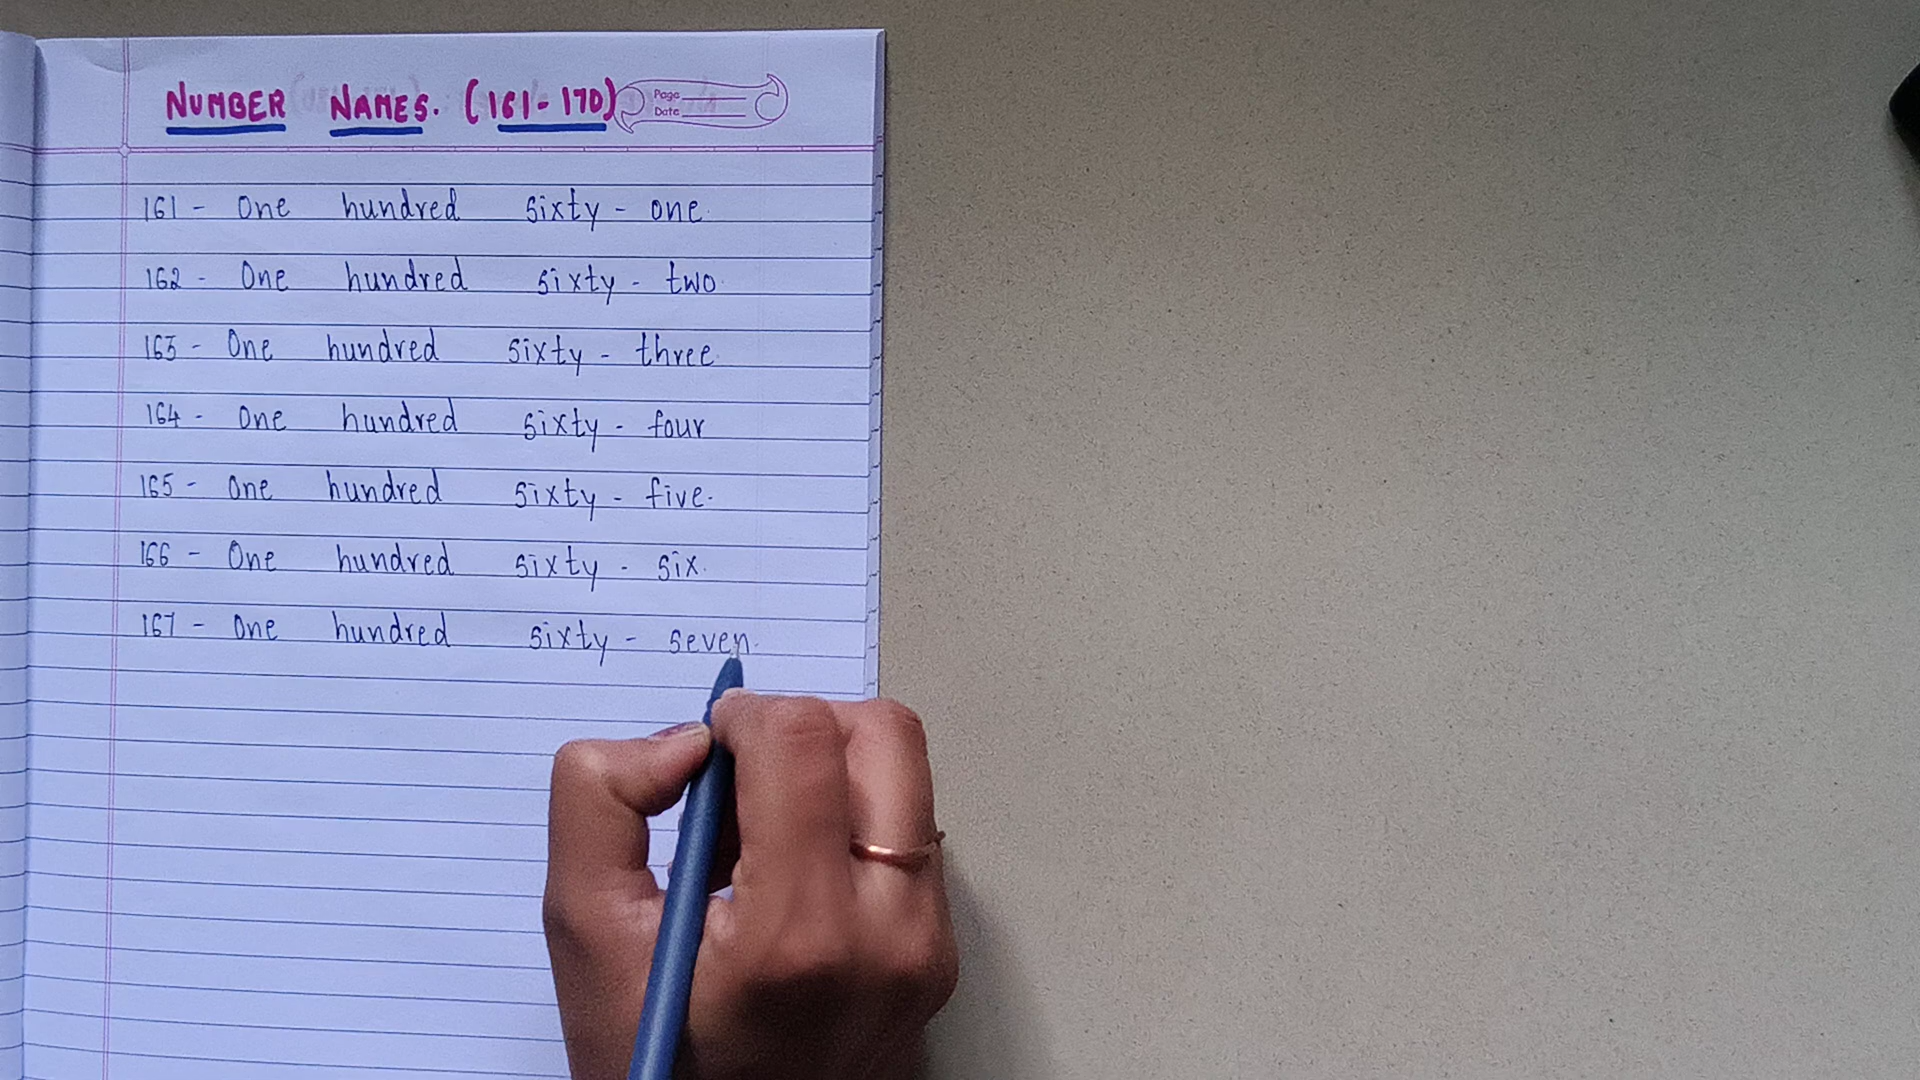 NUMBER NAMES. (161-170)
Page
Date
161 - One hundred sixty - one.
162 - One hundred sixty - two.
163 - One hundred sixty - three.
164 - One hundred sixty - four
165 - One hundred sixty - five.
166 - One hundred sixty - six.
167 - One hundred sixty - seven.